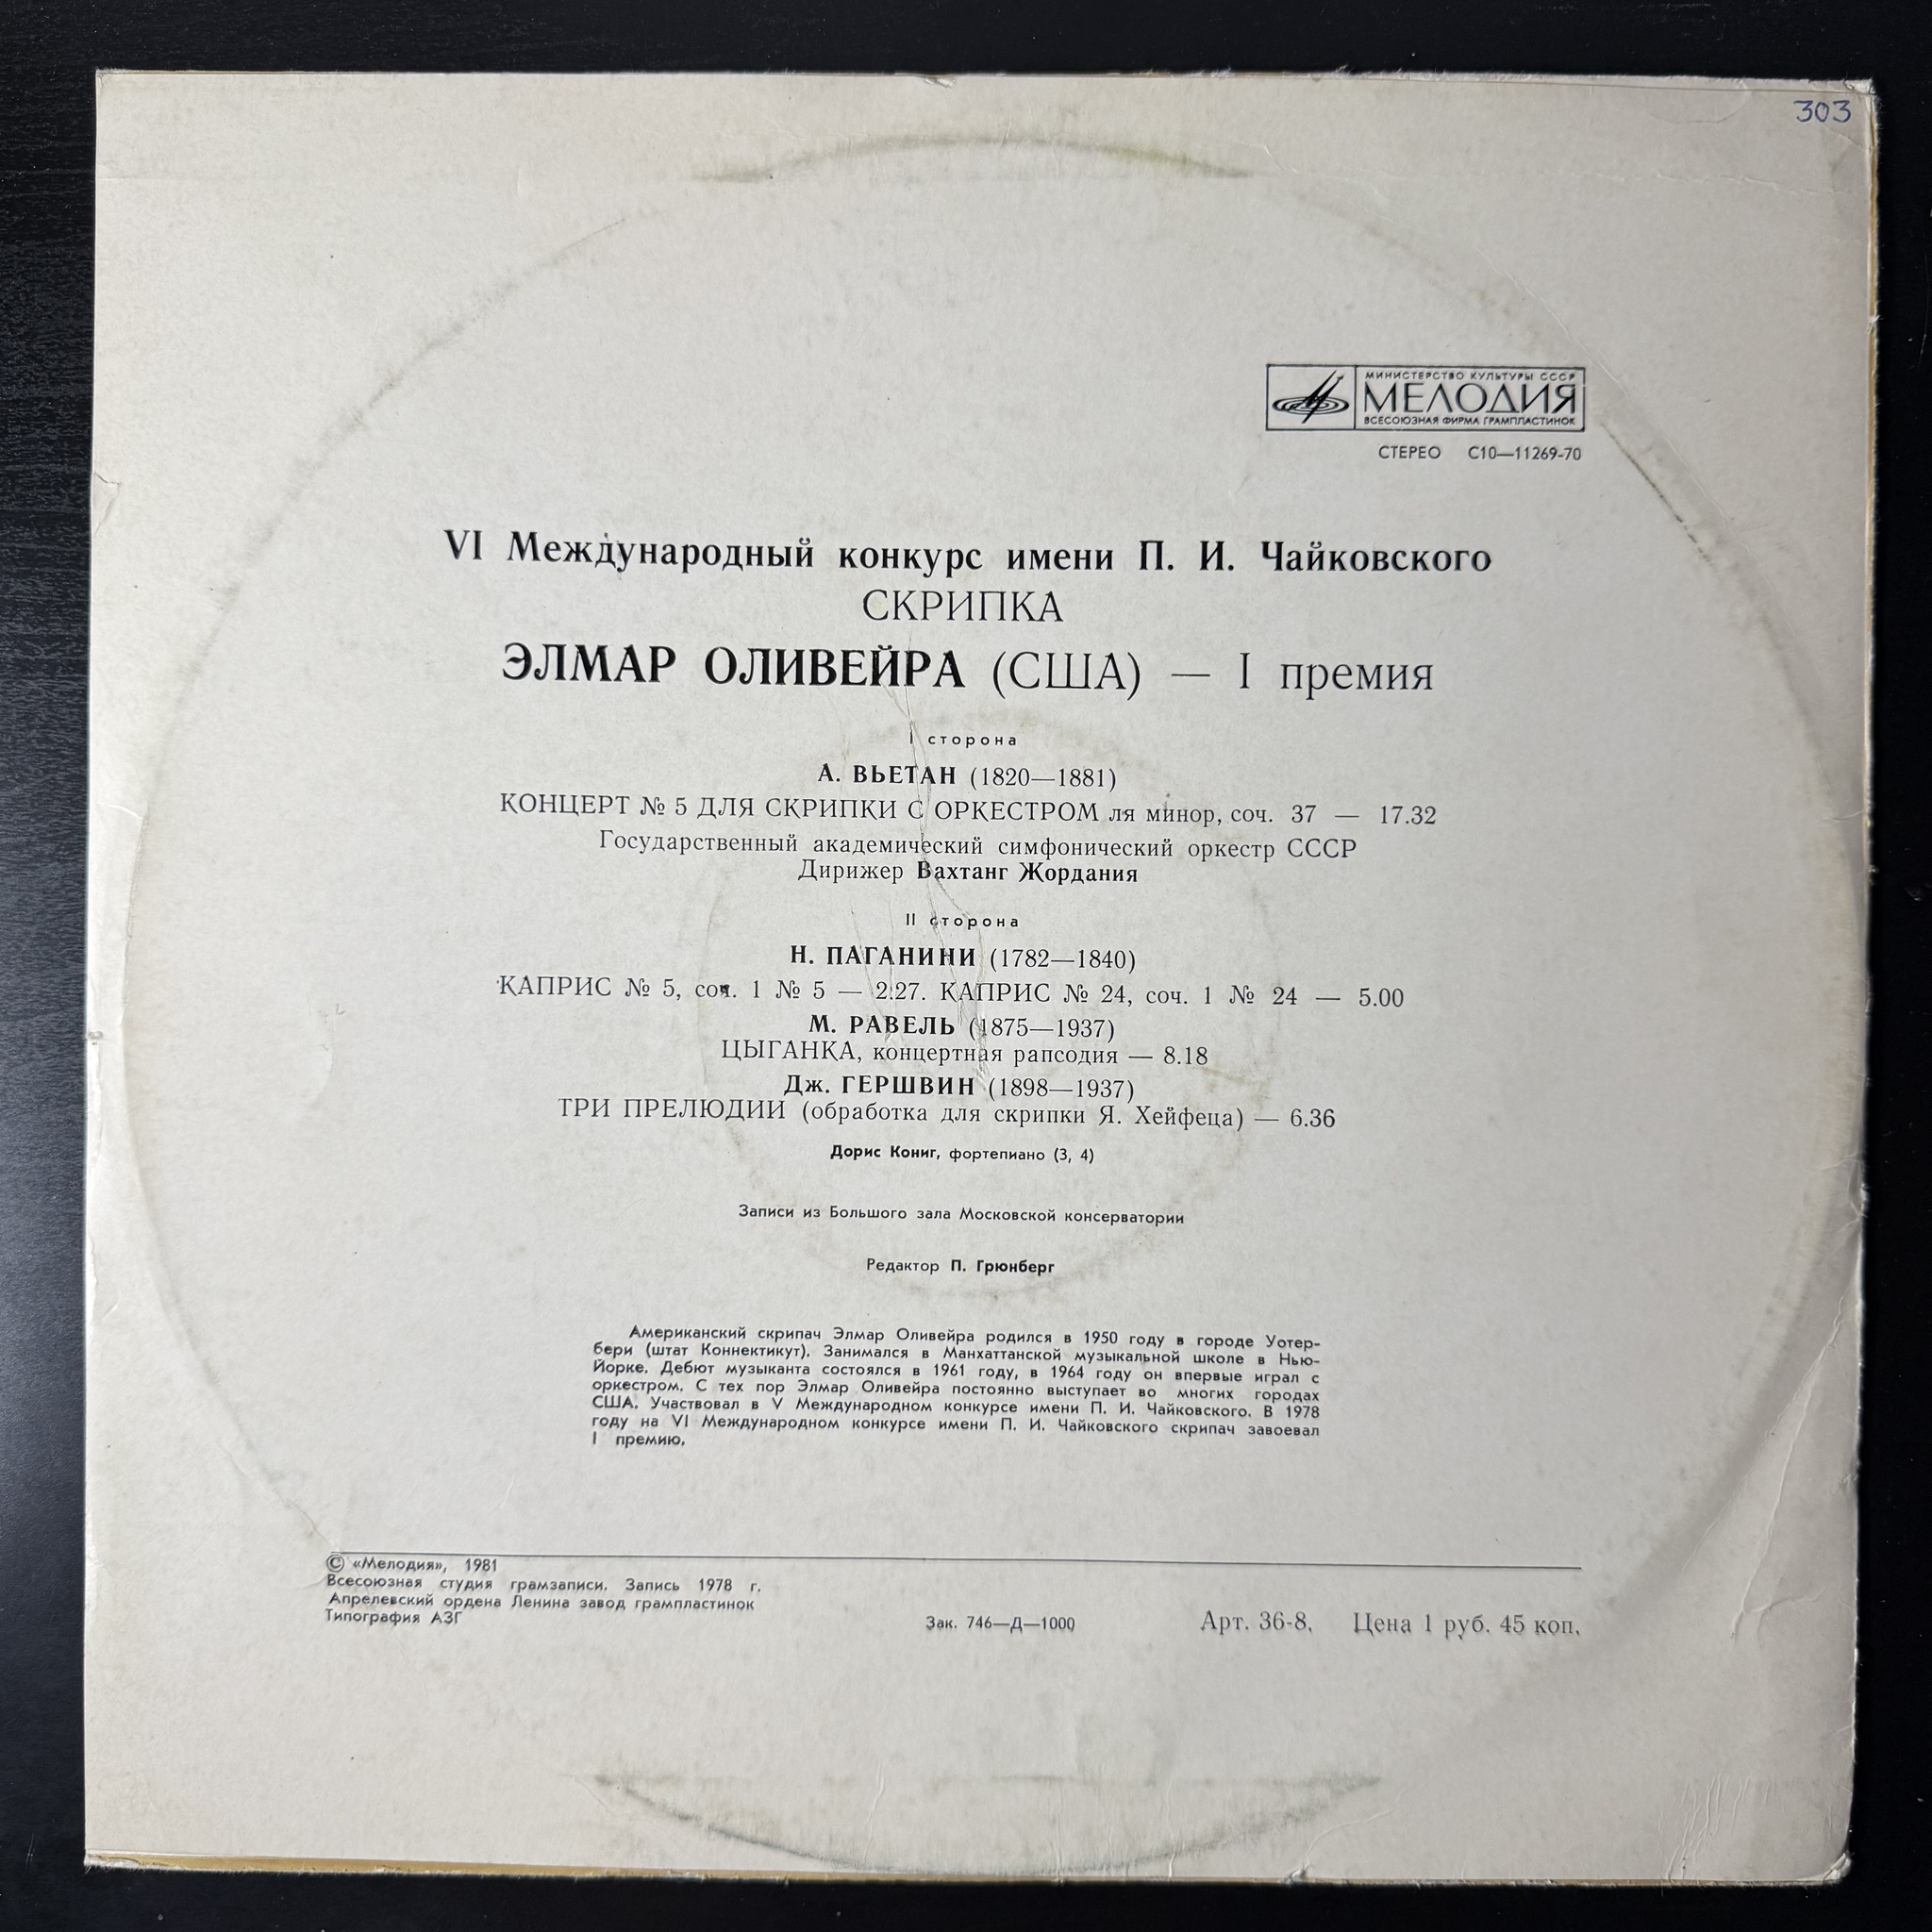 303
МИНИСТЕРСТВО КУЛЬТУРЫ СССР
МЕЛОДИЯ
ВСЕСОЮЗНАЯ ФИРМА ГРАМПЛАСТИНОК
СТЕРЕО С10—11269-70
VI Международный конкурс имени П. И. Чайковского
СКРИПКА
ЭЛМАР ОЛИВЕЙРА (США) — I премия
I сторона
А. ВЬЕТАН (1820—1881)
КОНЦЕРТ № 5 ДЛЯ СКРИПКИ С ОРКЕСТРОМ ля минор, соч. 37 — 17.32
Государственный академический симфонический оркестр СССР
Дирижер Вахтанг Жордания
II сторона
Н. ПАГАНИНИ (1782—1840)
КАПРИС № 5, соч. 1 № 5 — 2.27. КАПРИС № 24, соч. 1 № 24 — 5.00
М. РАВЕЛЬ (1875—1937)
ЦЫГАНКА, концертная рапсодия — 8.18
Дж. ГЕРШВИН (1898—1937)
ТРИ ПРЕЛЮДИИ (обработка для скрипки Я. Хейфеца) — 6.36
Дорис Кониг, фортепиано (3, 4)
Записи из Большого зала Московской консерватории
Редактор П. Грюнберг
Американский скрипач Элмар Оливейра родился в 1950 году в городе Уотер-
бери (штат Коннектикут). Занимался в Манхаттанской музыкальной школе в Нью-
Йорке. Дебют музыканта состоялся в 1961 году, в 1964 году он впервые играл с
оркестром. С тех пор Элмар Оливейра постоянно выступает во многих городах
США. Участвовал в V Международном конкурсе имени П. И. Чайковского. В 1978
году на VI Международном конкурсе имени П. И. Чайковского скрипач завоевал
I премию.
© «Мелодия», 1981
Всесоюзная студия грамзаписи. Запись 1978 г.
Апрелевский ордена Ленина завод грампластинок
Типография АЗГ
Зак. 746—Д—1000
Арт. 36-8. Цена 1 руб. 45 коп.